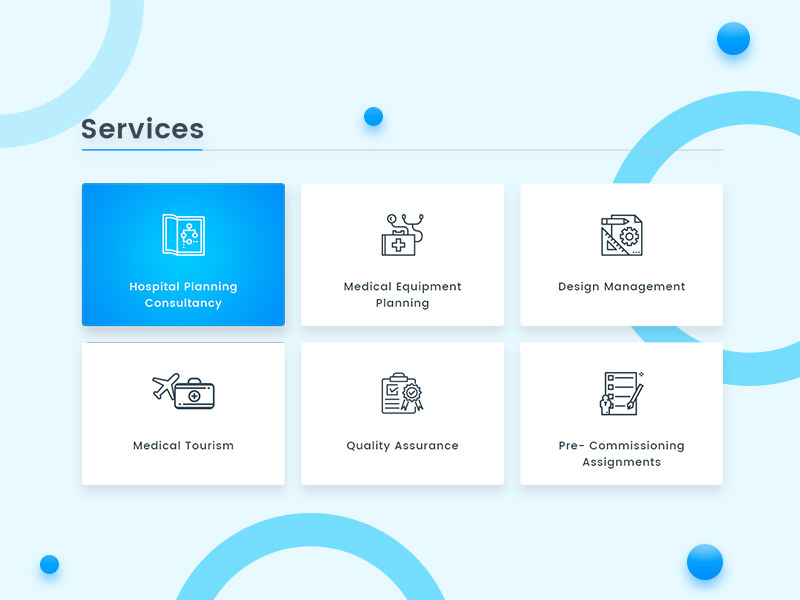 Services
Hospital Planning
Consultancy
Medical Equipment
Planning
Design Management
Medical Tourism
Quality Assurance
Pre- Commissioning
Assignments